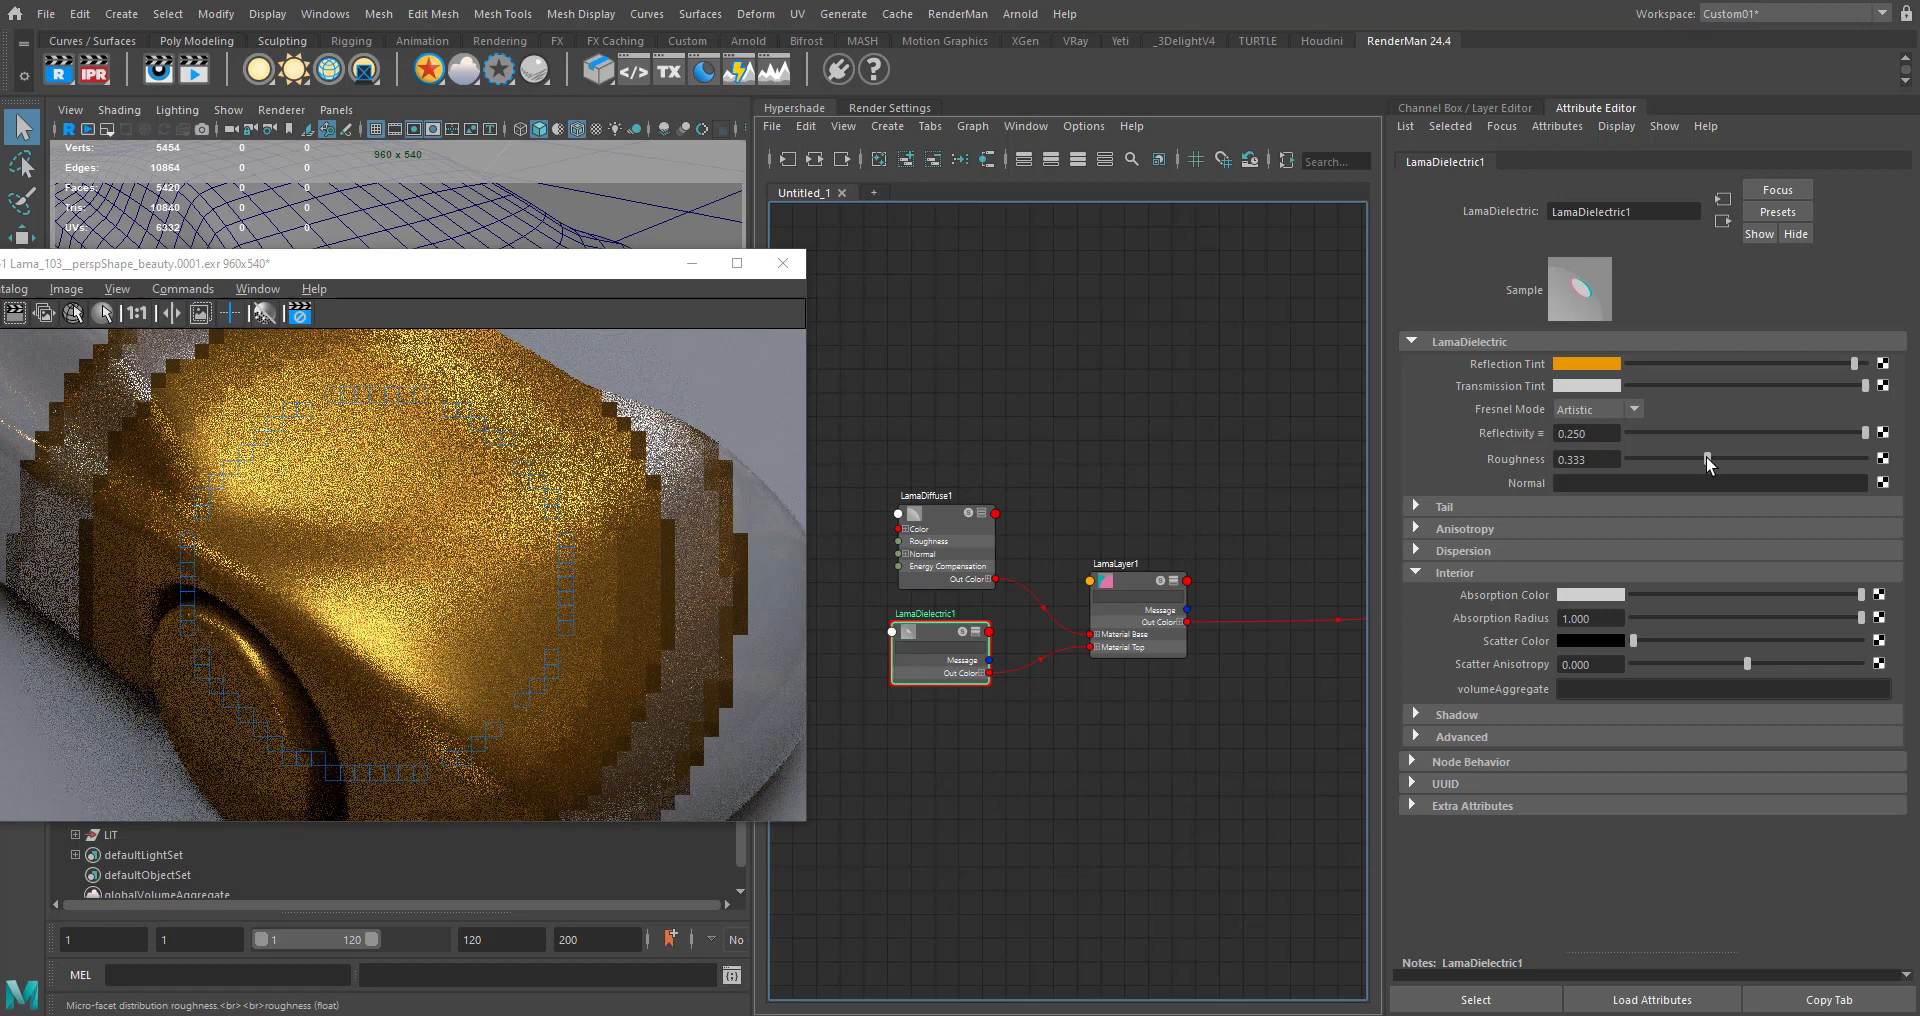 File Edit Create Select Modify Display Windows Mesh Edit Mesh Mesh Tools Mesh Display Curves Surfaces Deform UV Generate Cache RenderMan Arnold Help
Workspace: Custom01*
Curves / Surfaces Poly Modeling Sculpting Rigging Animation Rendering FX FX Caching Custom Arnold Bifrost MASH Motion Graphics XGen VRay Yeti _3DelightV4 TURTLE Houdini RenderMan 24.4
R IPR </> TX ?
View Shading Lighting Show Renderer Panels
Verts: 5454 0 0
960 x 540
Edges: 10864 0 0
Faces: 5420 0 0
Tris: 10840 0 0
UVs: 6332 0 0
1 Lama_103__perspShape_beauty.0001.exr 960x540*
talog Image View Commands Window Help
1:1
LIT
defaultLightSet
defaultObjectSet
globalVolumeAggregate
1 1 1 120 120 200 No
MEL
Micro-facet distribution roughness.<br><br>roughness (float)
Hypershade Render Settings
File Edit View Create Tabs Graph Window Options Help
Search...
Untitled_1
+
LamaDiffuse1
Color
Roughness
Normal
Energy Compensation
Out Color
LamaDielectric1
Message
Out Color
LamaLayer1
Message
Out Color
Material Base
Material Top
Channel Box / Layer Editor Attribute Editor
List Selected Focus Attributes Display Show Help
LamaDielectric1
LamaDielectric: LamaDielectric1
Focus
Presets
Show Hide
Sample
LamaDielectric
Reflection Tint
Transmission Tint
Fresnel Mode Artistic
Reflectivity = 0.250
Roughness 0.333
Normal
Tail
Anisotropy
Dispersion
Interior
Absorption Color
Absorption Radius 1.000
Scatter Color
Scatter Anisotropy 0.000
volumeAggregate
Shadow
Advanced
Node Behavior
UUID
Extra Attributes
Notes: LamaDielectric1
Select Load Attributes Copy Tab